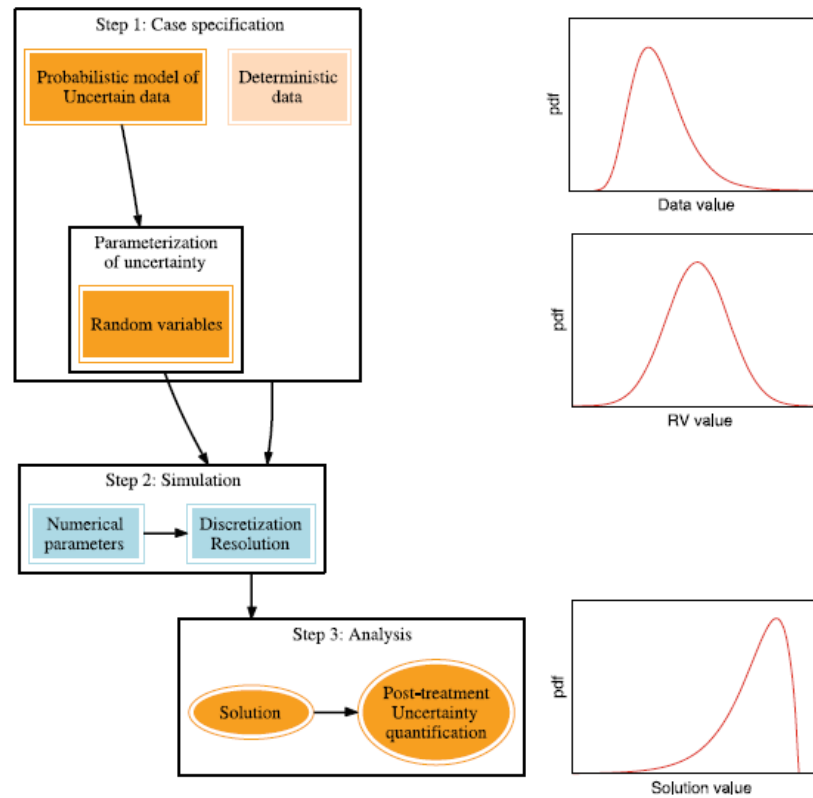 Step 1: Case specification
Probabilistic model of
Uncertain data
Deterministic
data
Parameterization
of uncertainty
Random variables
pdf
Data value
pdf
RV value
Step 2: Simulation
Numerical
parameters
Discretization
Resolution
Step 3: Analysis
Solution
Post-treatment
Uncertainty
quantification
pdf
Solution value